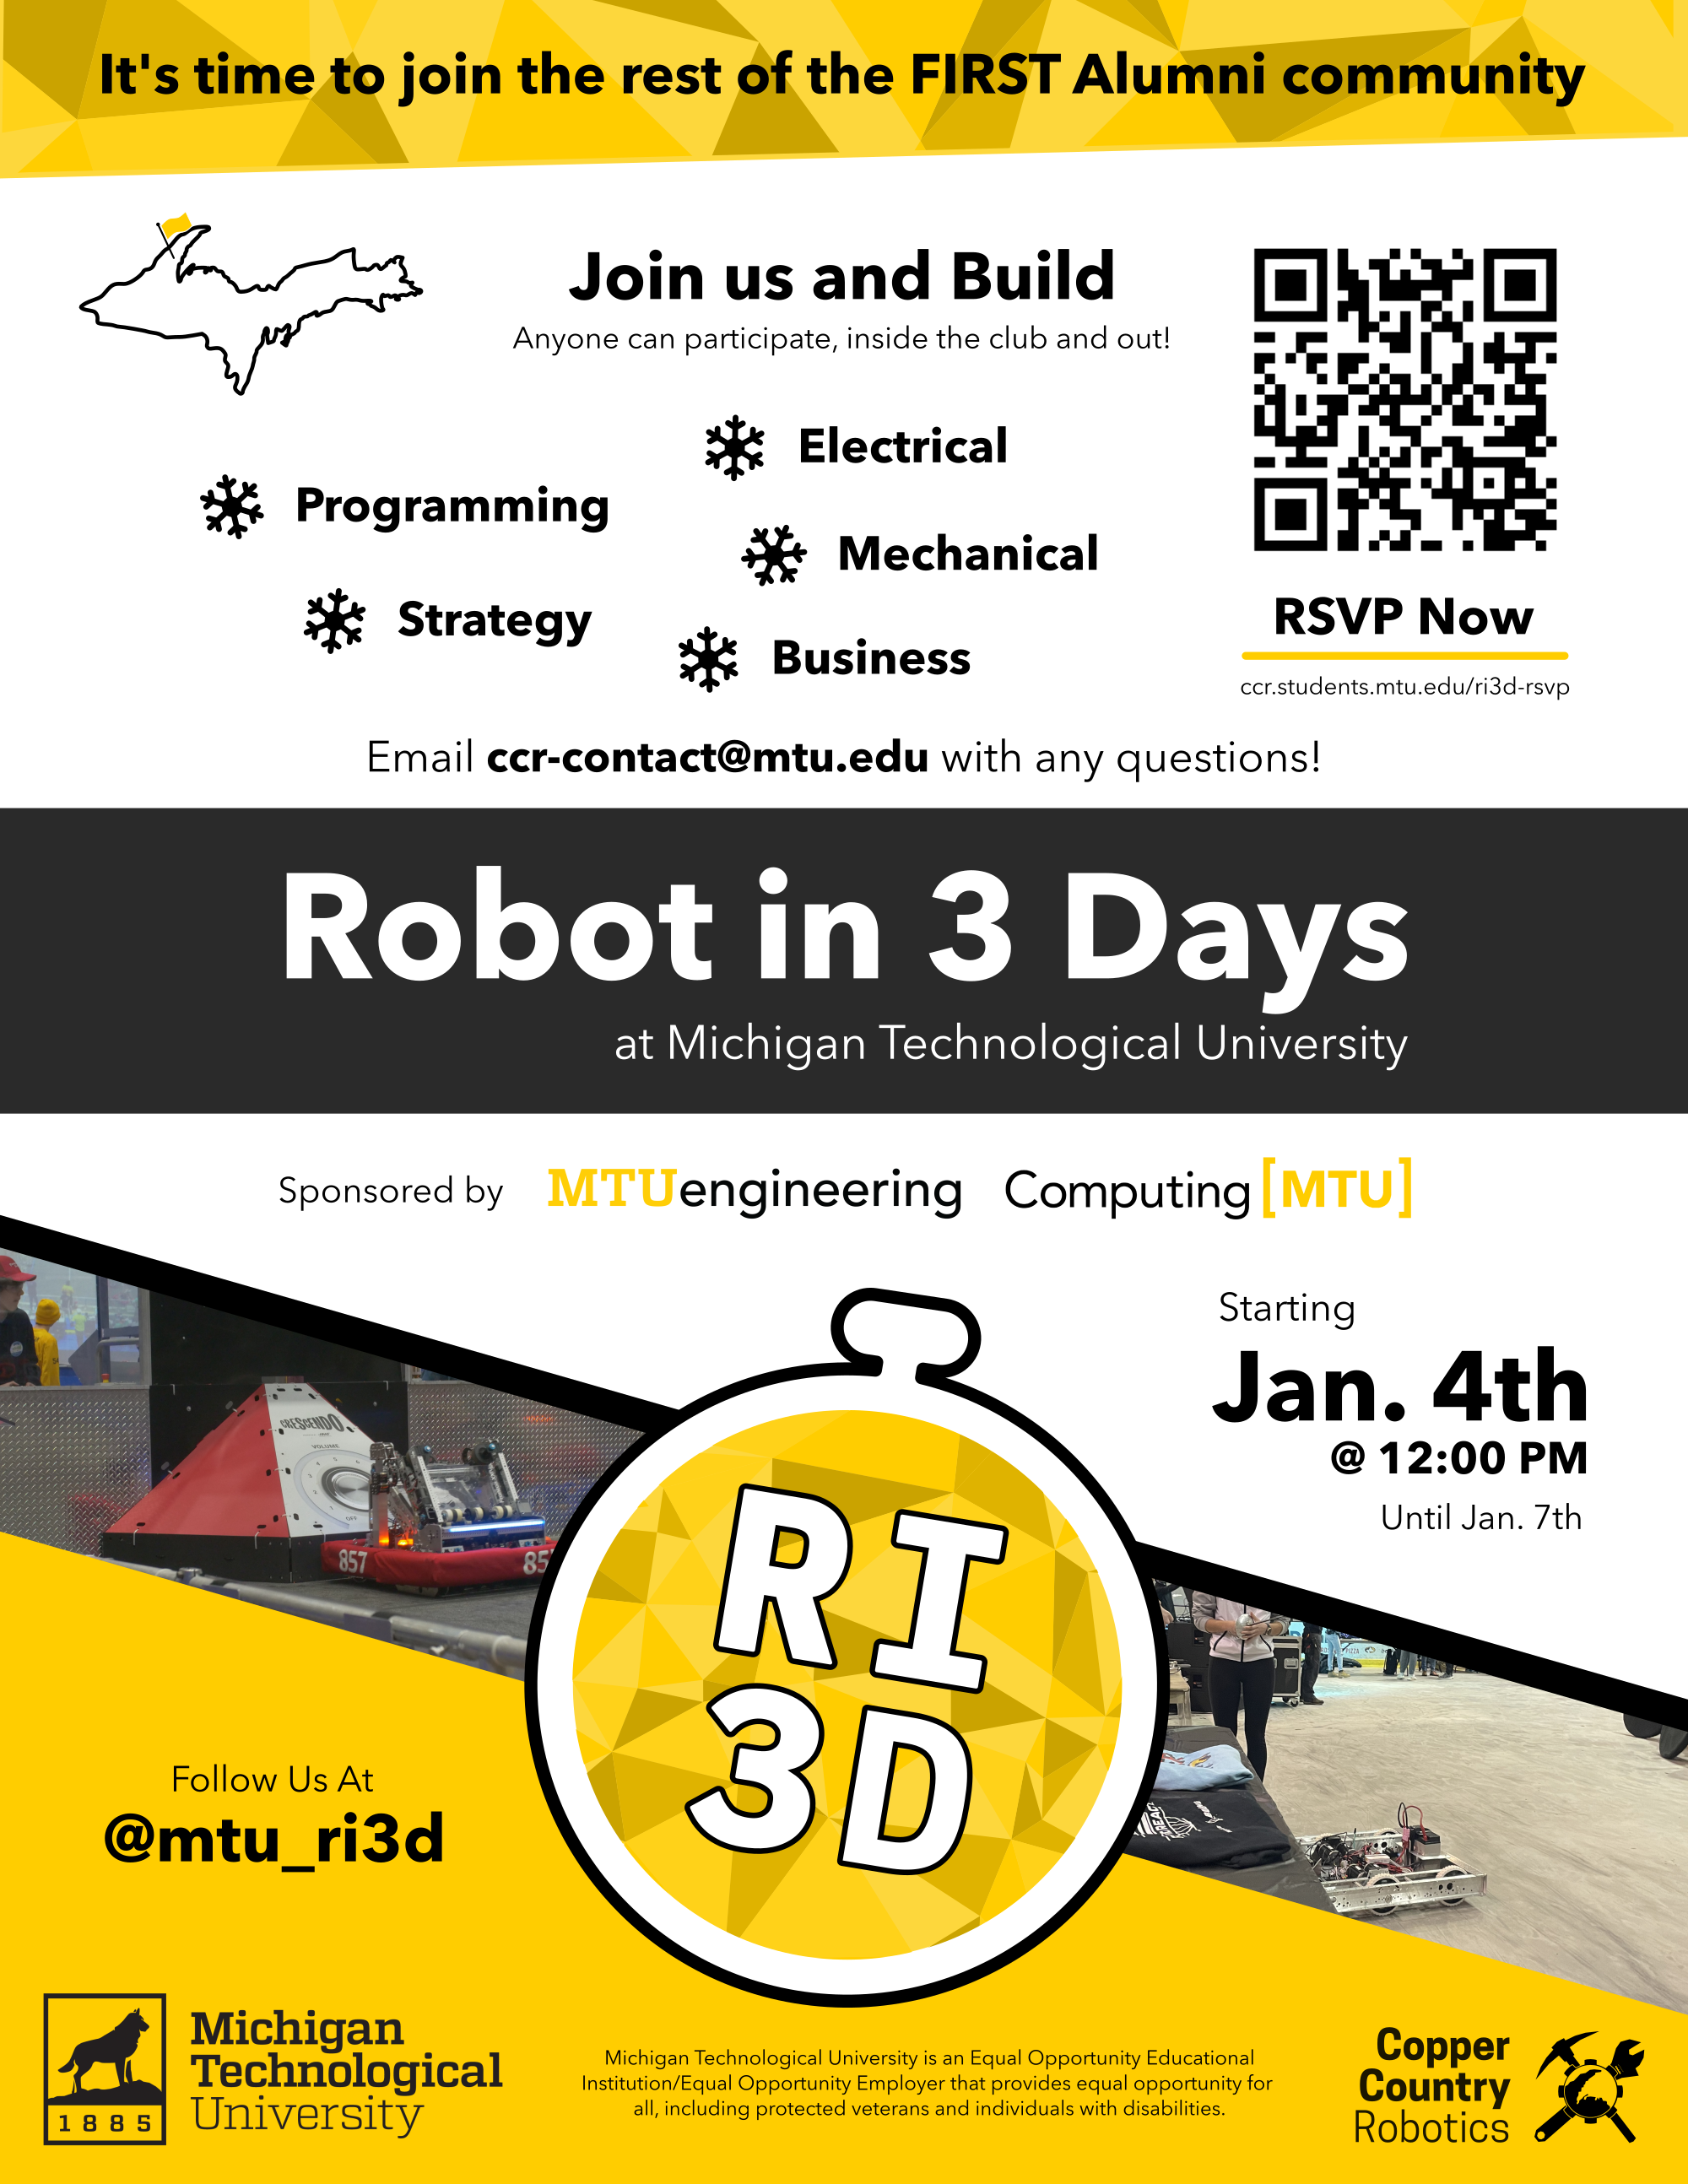 It's time to join the rest of the FIRST Alumni community
Join us and Build
Anyone can participate, inside the club and out!
Electrical
Programming
Mechanical
Strategy
Business
RSVP Now
ccr.students.mtu.edu/ri3d-rsvp
Email ccr-contact@mtu.edu with any questions!
Robot in 3 Days
at Michigan Technological University
Sponsored by MTUengineering Computing[MTU]
Starting
Jan. 4th
@ 12:00 PM
Until Jan. 7th
CRESCENDO
VOLUME
OFF
857
85
RI
3D
PIZZA
Follow Us At
@mtu_ri3d
Michigan
Technological
University
1885
Michigan Technological University is an Equal Opportunity Educational
Institution/Equal Opportunity Employer that provides equal opportunity for
all, including protected veterans and individuals with disabilities.
Copper
Country
Robotics